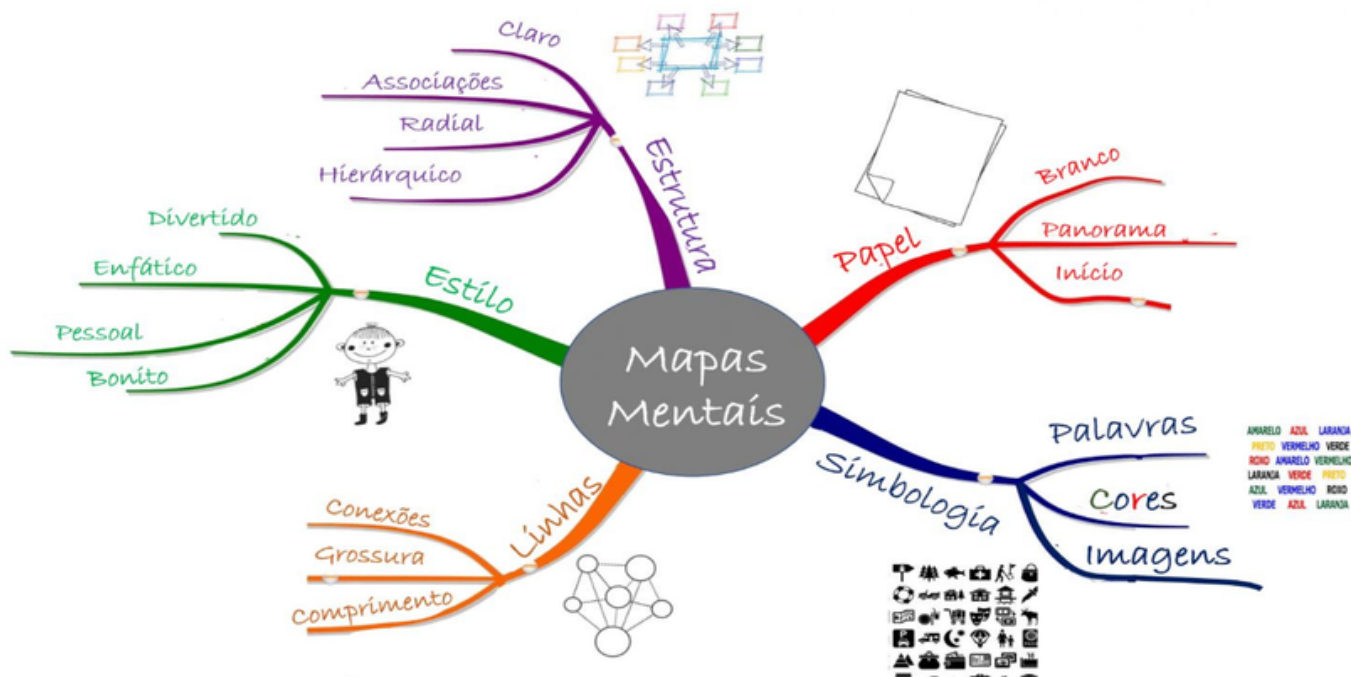 Mapas
Mentais
Estrutura
Claro
Associações
Radial
Hierárquico
Papel
Branco
Panorama
Início
Simbología
Palavras
Cores
Imagens
AMARELO AZUL LARANJA
PRETO VERMELHO VERDE
ROXO AMARELO VERMELHO
LARANJA VERDE PRETO
AZUL VERMELHO ROXO
VERDE AZUL LARANJA
Linhas
Conexões
Grossura
Comprimento
Estilo
Divertido
Enfático
Pessoal
Bonito